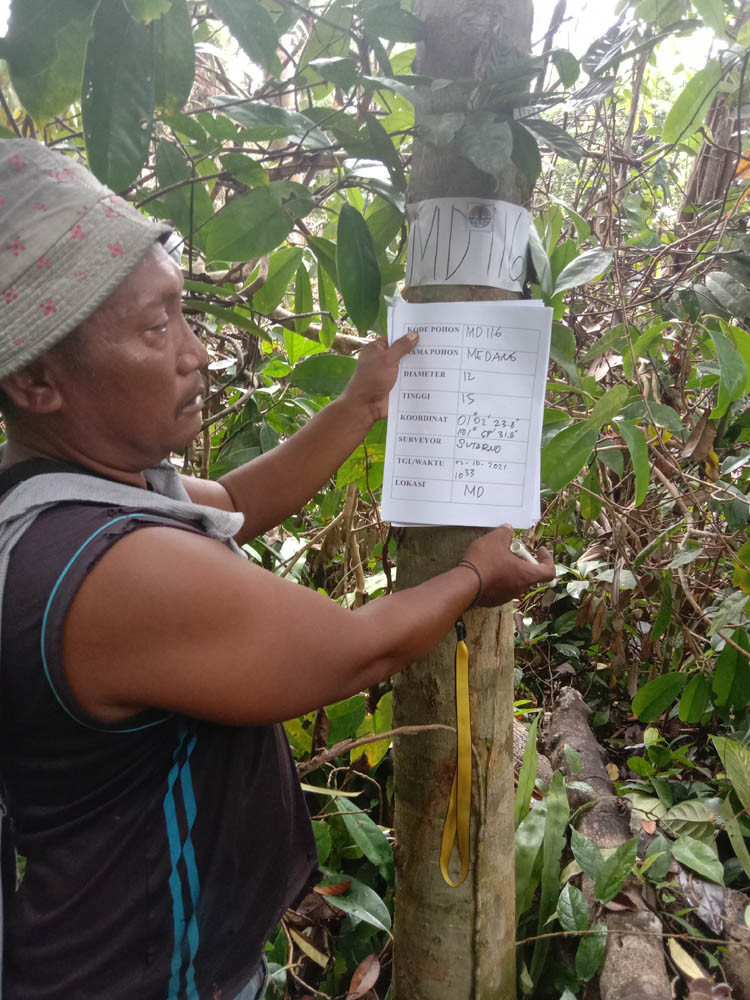 MD 116
KODE POHON MD 116
NAMA POHON MEDANG
DIAMETER 12
TINGGI 15
KOORDINAT 01° 02' 23.8"
101° 58' 31.8"
SURVEYOR SUTARNO
TGL/WAKTU 02-10-2021
1033
LOKASI MD